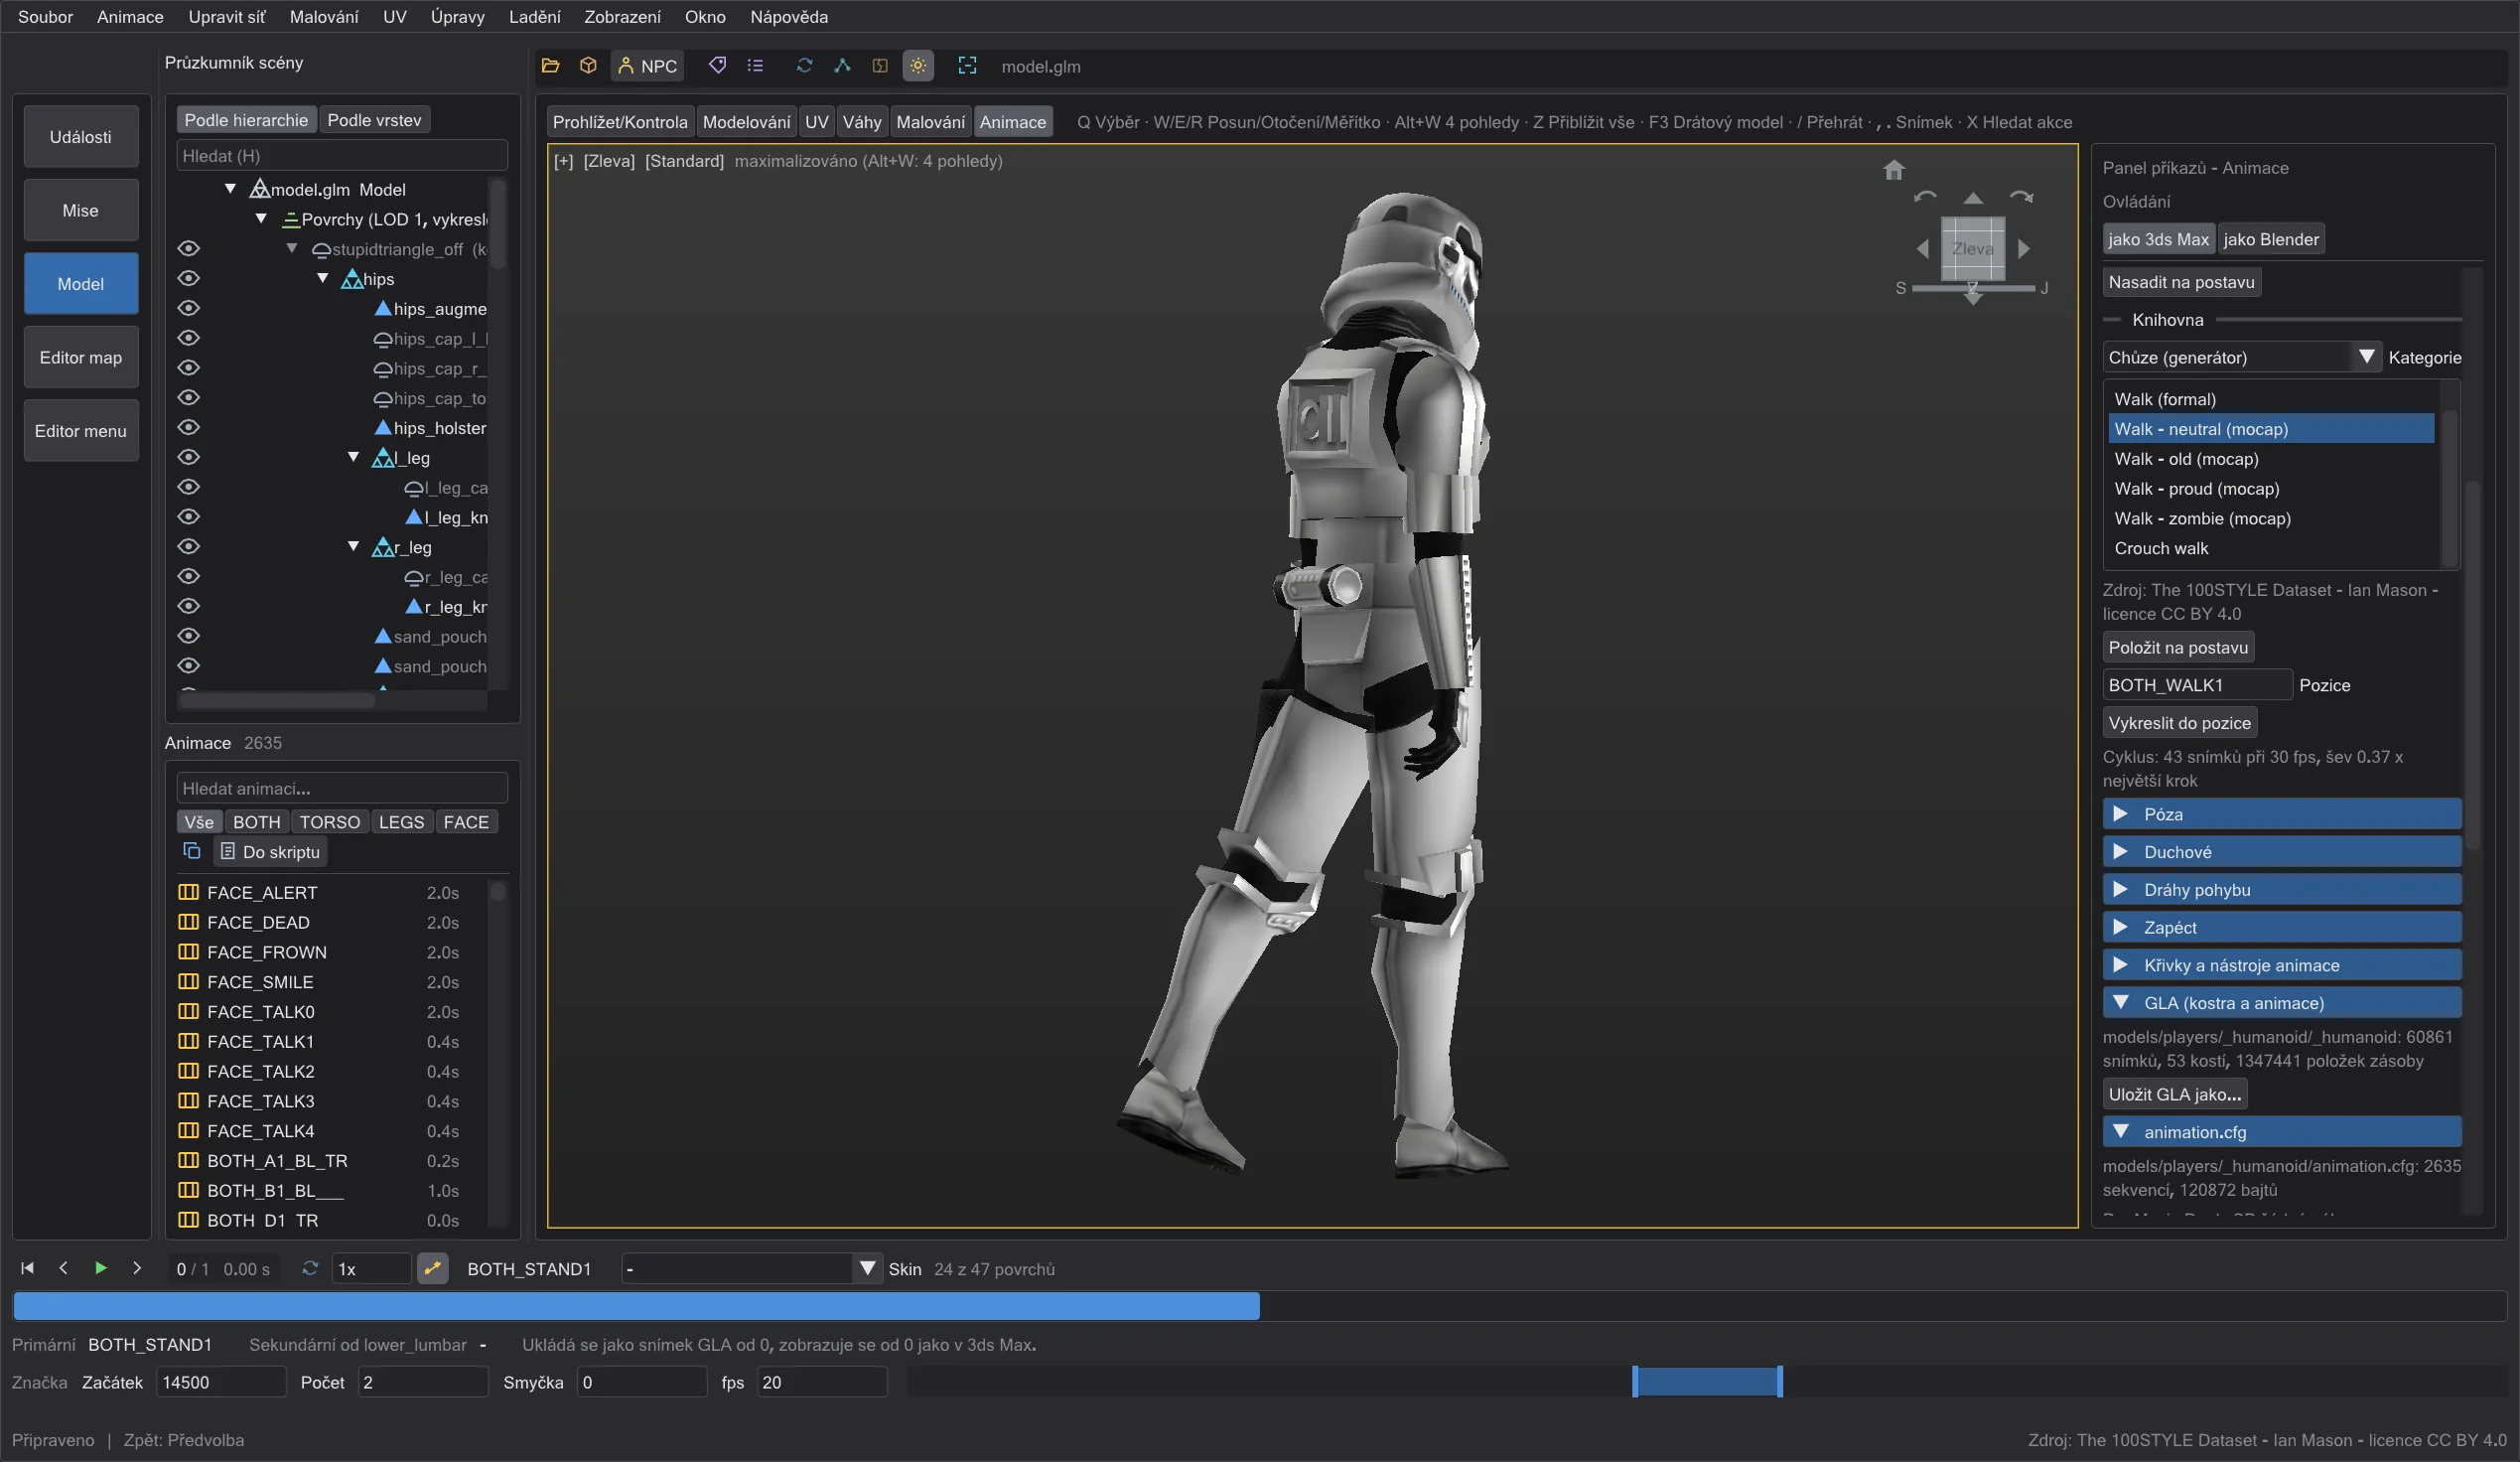 Soubor Animace Upravit síť Malování UV Úpravy Ladění Zobrazení Okno Nápověda
Průzkumník scény
NPC model.glm
Události
Mise
Model
Editor map
Editor menu
Podle hierarchie Podle vrstev
Hledat (H)
model.glm Model
Povrchy (LOD 1, vykresl
stupidtriangle_off (k
hips
hips_augme
hips_cap_l_
hips_cap_r_
hips_cap_to
hips_holster
l_leg
l_leg_ca
l_leg_kn
r_leg
r_leg_ca
r_leg_kn
sand_pouch
sand_pouch
Animace 2635
Hledat animaci...
Vše BOTH TORSO LEGS FACE
Do skriptu
FACE_ALERT 2.0s
FACE_DEAD 2.0s
FACE_FROWN 2.0s
FACE_SMILE 2.0s
FACE_TALK0 2.0s
FACE_TALK1 0.4s
FACE_TALK2 0.4s
FACE_TALK3 0.4s
FACE_TALK4 0.4s
BOTH_A1_BL_TR 0.2s
BOTH_B1_BL___ 1.0s
BOTH_D1_TR 0.0s
Prohlížet/Kontrola Modelování UV Váhy Malování Animace Q Výběr · W/E/R Posun/Otočení/Měřítko · Alt+W 4 pohledy · Z Přiblížit vše · F3 Drátový model · / Přehrát · , . Snímek · X Hledat akce
[+] [Zleva] [Standard] maximalizováno (Alt+W: 4 pohledy)
Zleva
S Z J
Panel příkazů - Animace
Ovládání
jako 3ds Max jako Blender
Nasadit na postavu
Knihovna
Chůze (generátor) Kategorie
Walk (formal)
Walk - neutral (mocap)
Walk - old (mocap)
Walk - proud (mocap)
Walk - zombie (mocap)
Crouch walk
Zdroj: The 100STYLE Dataset - Ian Mason -
licence CC BY 4.0
Položit na postavu
BOTH_WALK1 Pozice
Vykreslit do pozice
Cyklus: 43 snímků při 30 fps, šev 0.37 x
největší krok
Póza
Duchové
Dráhy pohybu
Zapéct
Křivky a nástroje animace
GLA (kostra a animace)
models/players/_humanoid/_humanoid: 60861
snímků, 53 kostí, 1347441 položek zásoby
Uložit GLA jako...
animation.cfg
models/players/_humanoid/animation.cfg: 2635
sekvencí, 120872 bajtů
0 / 1 0.00 s 1x BOTH_STAND1 - Skin 24 z 47 povrchů
Primární BOTH_STAND1 Sekundární od lower_lumbar - Ukládá se jako snímek GLA od 0, zobrazuje se od 0 jako v 3ds Max.
Značka Začátek 14500 Počet 2 Smyčka 0 fps 20
Připraveno | Zpět: Předvolba
Zdroj: The 100STYLE Dataset - Ian Mason - licence CC BY 4.0